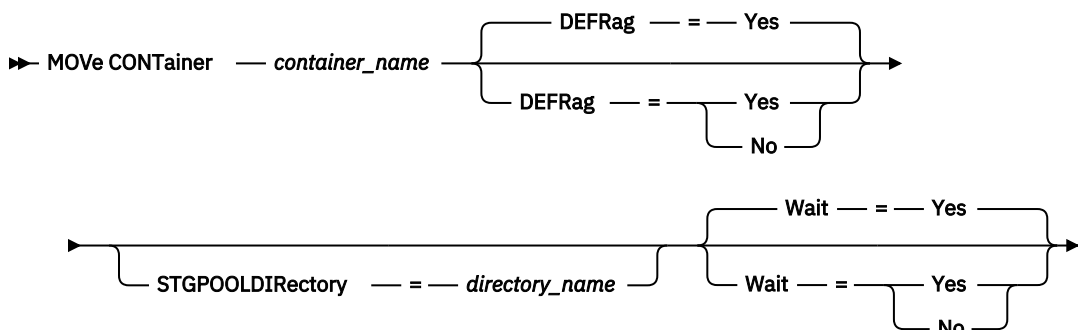 DEFRag = Yes
MOVe CONTainer container_name
DEFRag = Yes
No
Wait = Yes
STGPOOLDIRectory = directory_name
Wait = Yes
No